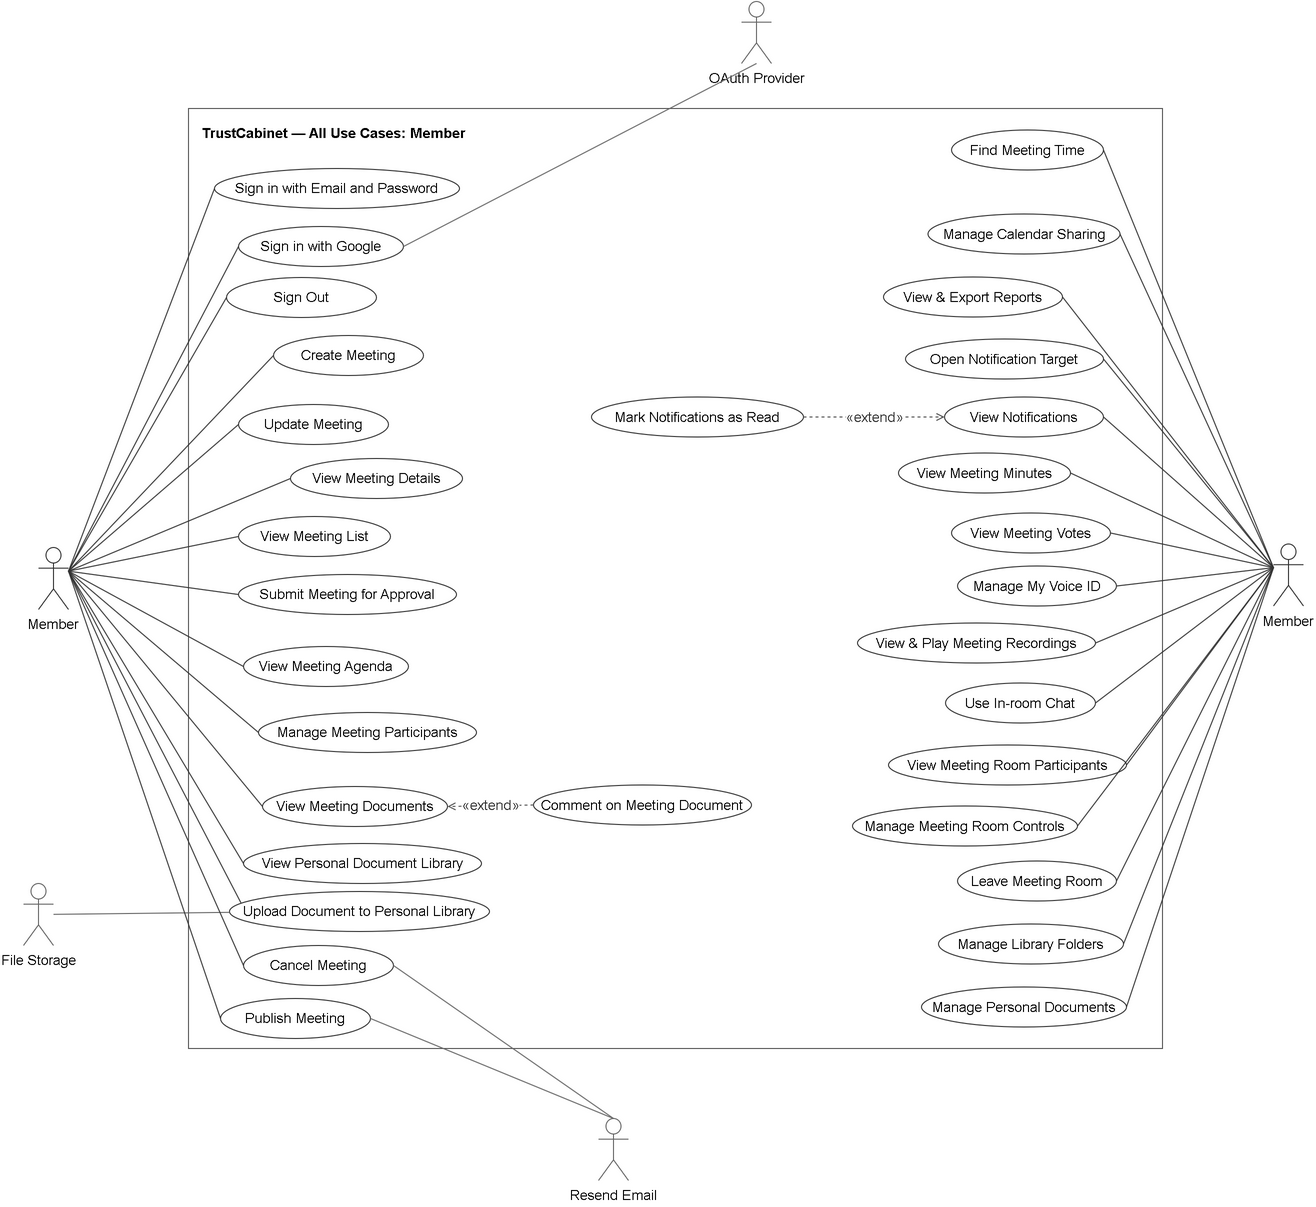 OAuth Provider
TrustCabinet — All Use Cases: Member
Sign in with Email and Password
Sign in with Google
Sign Out
Create Meeting
Update Meeting
View Meeting Details
View Meeting List
Submit Meeting for Approval
View Meeting Agenda
Manage Meeting Participants
View Meeting Documents
«extend»
Comment on Meeting Document
View Personal Document Library
Upload Document to Personal Library
Cancel Meeting
Publish Meeting
Member
File Storage
Find Meeting Time
Manage Calendar Sharing
View & Export Reports
Open Notification Target
Mark Notifications as Read
«extend»
View Notifications
View Meeting Minutes
View Meeting Votes
Manage My Voice ID
View & Play Meeting Recordings
Use In-room Chat
View Meeting Room Participants
Manage Meeting Room Controls
Leave Meeting Room
Manage Library Folders
Manage Personal Documents
Member
Resend Email